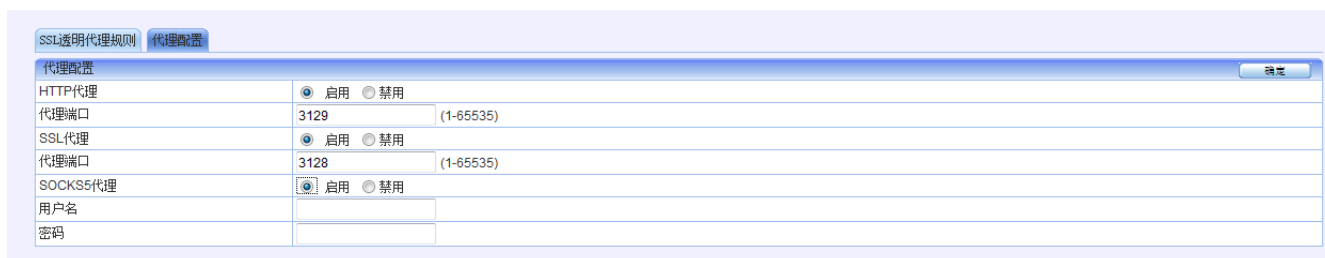 SSL透明代理规则 代理配置
代理配置 确定
HTTP代理 启用 禁用
代理端口 3129 (1-65535)
SSL代理 启用 禁用
代理端口 3128 (1-65535)
SOCKS5代理 启用 禁用
用户名
密码